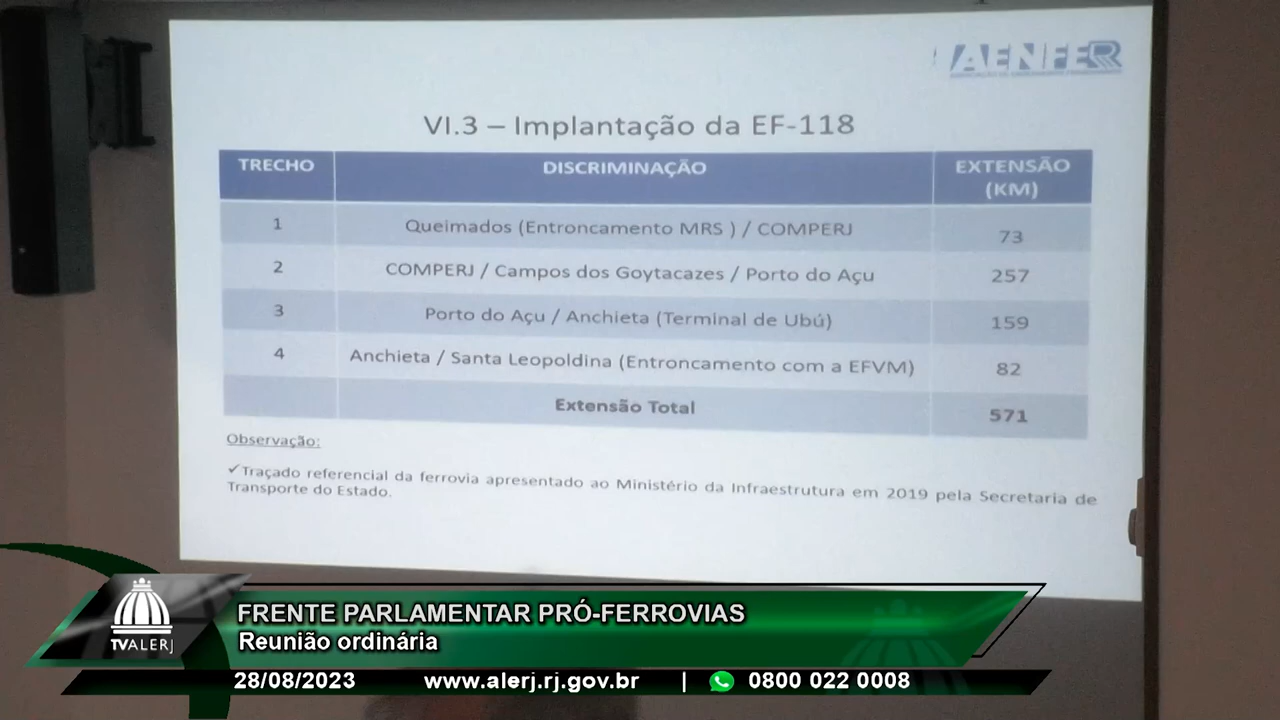 AENFER
VI.3 – Implantação da EF-118
TRECHO DISCRIMINAÇÃO EXTENSÃO (KM)
1 Queimados (Entroncamento MRS ) / COMPERJ 73
2 COMPERJ / Campos dos Goytacazes / Porto do Açu 257
3 Porto do Açu / Anchieta (Terminal de Ubú) 159
4 Anchieta / Santa Leopoldina (Entroncamento com a EFVM) 82
Extensão Total 571
Observação:
✓Traçado referencial da ferrovia apresentado ao Ministério da Infraestrutura em 2019 pela Secretaria de
Transporte do Estado.
TVALERJ
FRENTE PARLAMENTAR PRÓ-FERROVIAS
Reunião ordinária
28/08/2023 www.alerj.rj.gov.br | 0800 022 0008